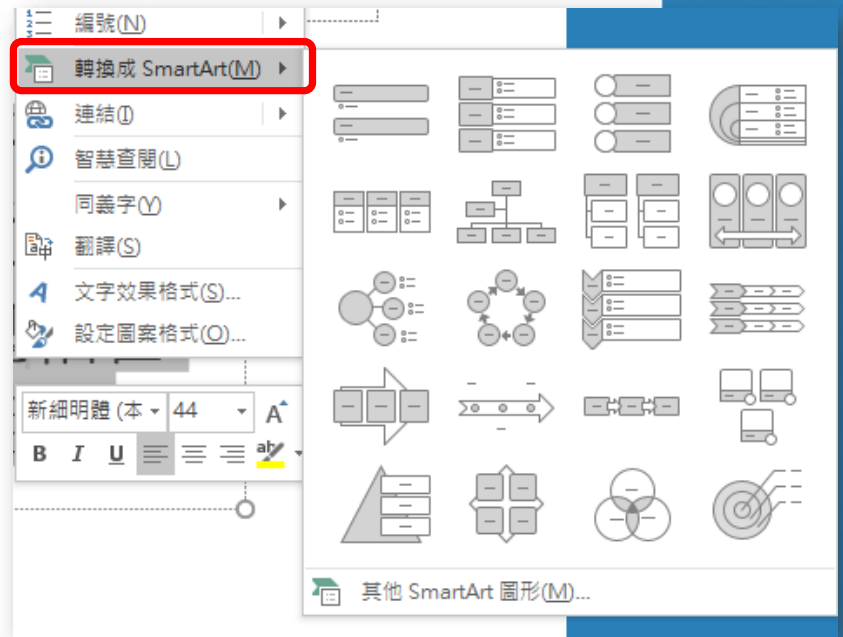 編號(N)
轉換成 SmartArt(M)
連結(I)
智慧查閱(L)
同義字(Y)
翻譯(S)
文字效果格式(S)...
設定圖案格式(O)...
新細明體 (本 44 A
B I U ab
其他 SmartArt 圖形(M)...